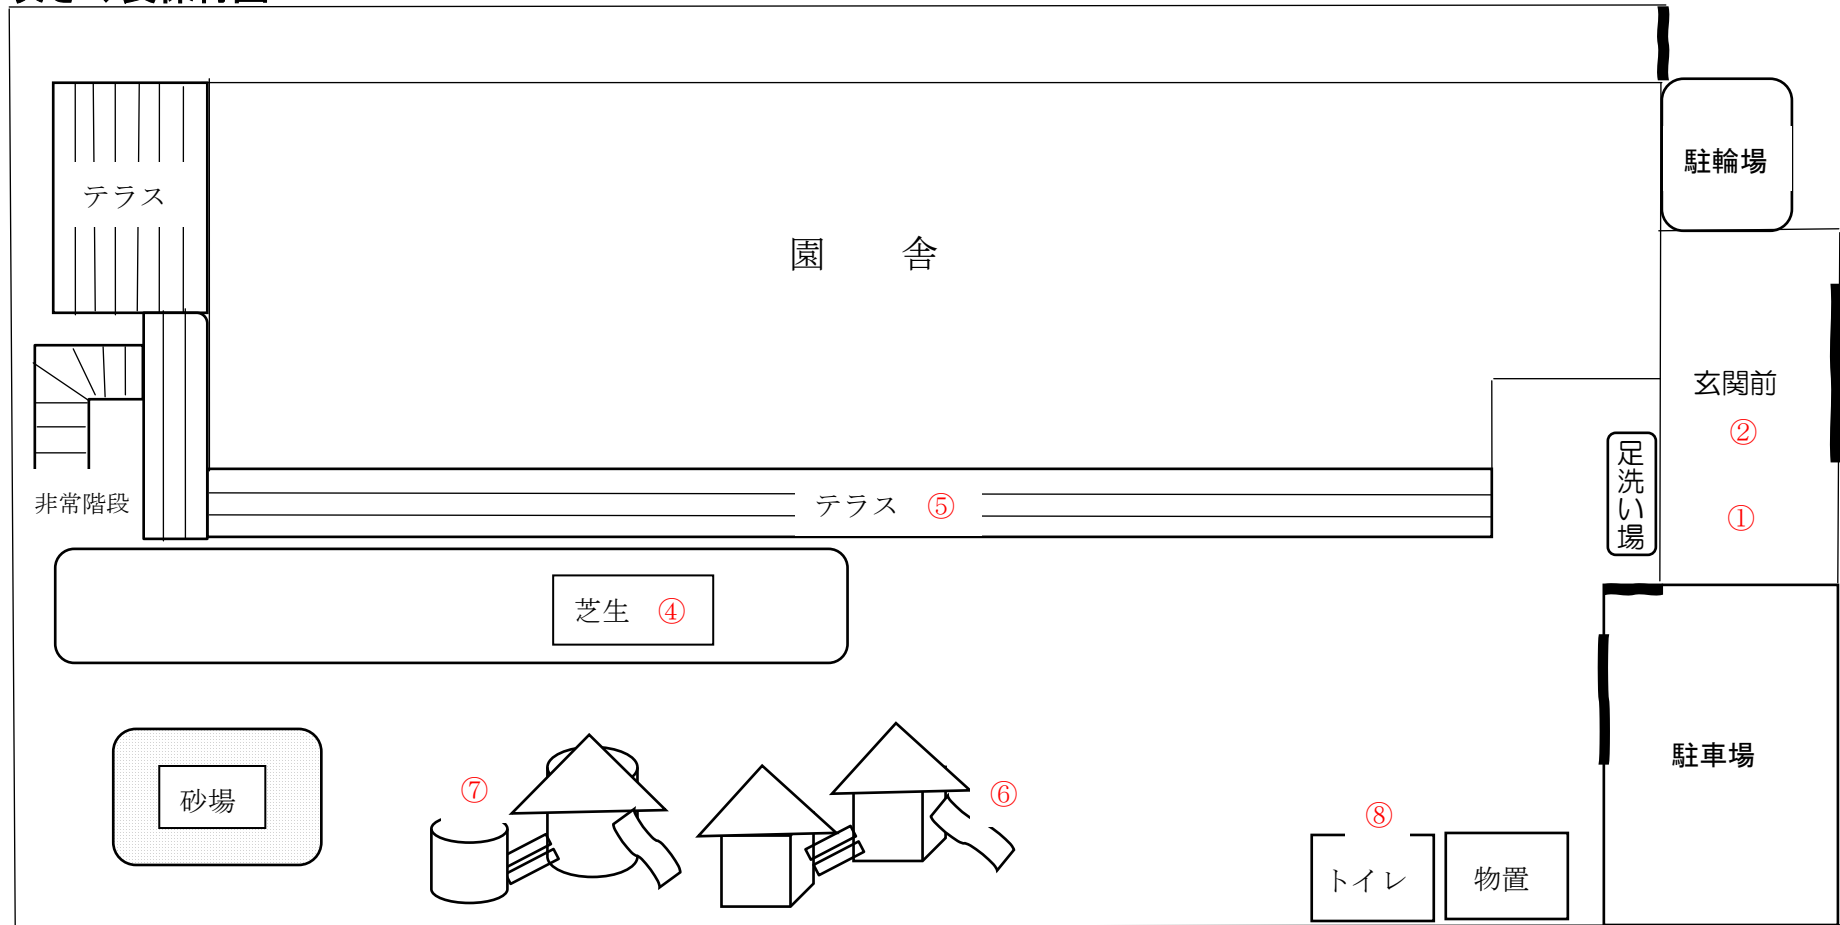 駐輪場
テラス
園 舎
玄関前
②
足洗い場
①
非常階段
テラス ⑤
芝生 ④
砂場
⑦
⑥
駐車場
⑧
トイレ
物置